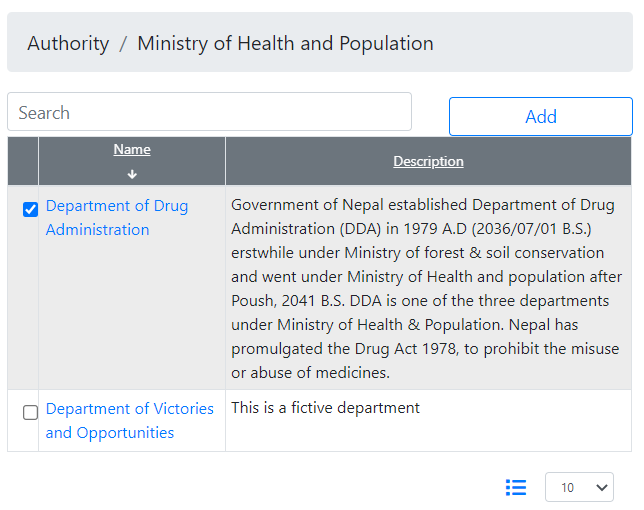 Authority / Ministry of Health and Population
Search
Add
Name
Description
Department of Drug
Administration
Government of Nepal established Department of Drug
Administration (DDA) in 1979 A.D (2036/07/01 B.S.)
erstwhile under Ministry of forest & soil conservation
and went under Ministry of Health and population after
Poush, 2041 B.S. DDA is one of the three departments
under Ministry of Health & Population. Nepal has
promulgated the Drug Act 1978, to prohibit the misuse
or abuse of medicines.
Department of Victories
and Opportunities
This is a fictive department
10